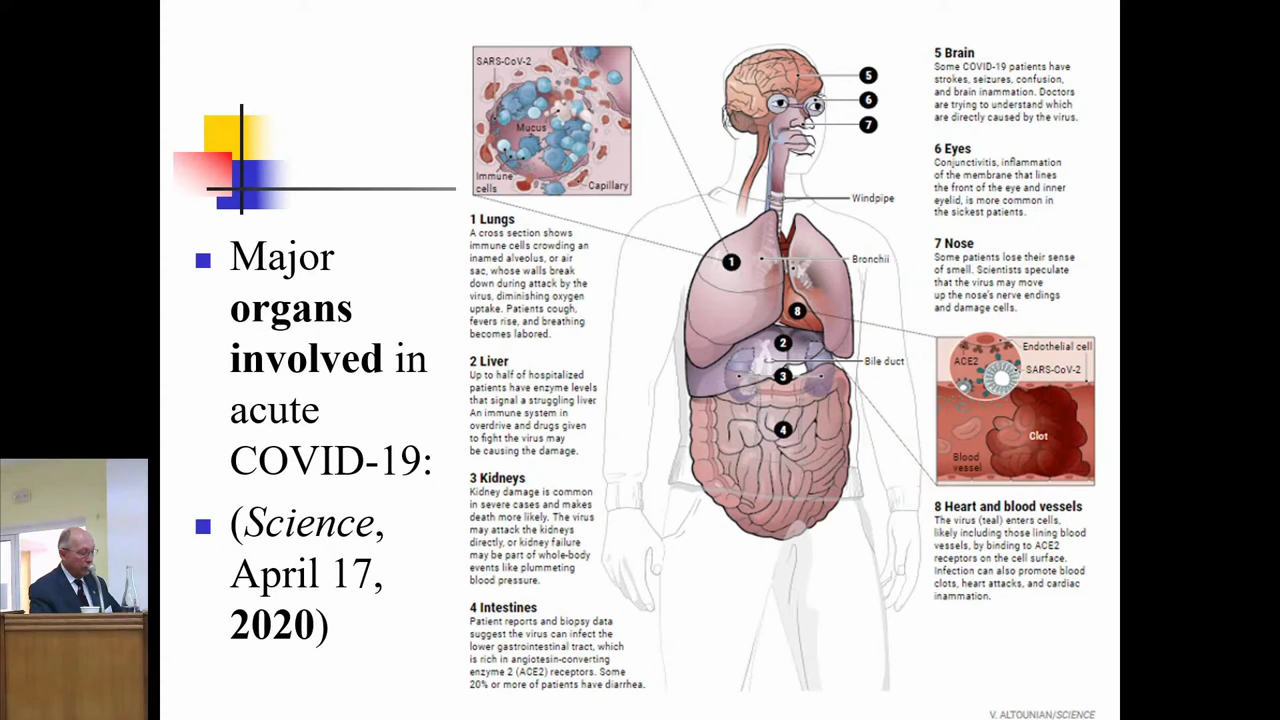 Major
organs
involved in
acute
COVID-19:
(Science,
April 17,
2020)
SARS-CoV-2
Mucus
Immune
cells
Capillary
1 Lungs
A cross section shows
immune cells crowding an
inamed alveolus, or air
sac, whose walls break
down during attack by the
virus, diminishing oxygen
uptake. Patients cough,
fevers rise, and breathing
becomes labored.
2 Liver
Up to half of hospitalized
patients have enzyme levels
that signal a struggling liver
An immune system in
overdrive and drugs given
to fight the virus may
be causing the damage.
3 Kidneys
Kidney damage is common
in severe cases and makes
death more likely. The virus
may attack the kidneys
directly, or kidney failure
may be part of whole-body
events like plummeting
blood pressure.
4 Intestines
Patient reports and biopsy data
suggest the virus can infect the
lower gastrointestinal tract, which
is rich in angiotesin-converting
enzyme 2 (ACE2) receptors. Some
20% or more of patients have diarrhea.
5
6
7
Windpipe
1
Bronchii
8
2
Bile duct
3
4
5 Brain
Some COVID-19 patients have
strokes, seizures, confusion,
and brain inammation. Doctors
are trying to understand which
are directly caused by the virus.
6 Eyes
Conjunctivitis, inflammation
of the membrane that lines
the front of the eye and inner
eyelid, is more common in
the sickest patients.
7 Nose
Some patients lose their sense
of smell. Scientists speculate
that the virus may move
up the nose's nerve endings
and damage cells.
Endothelial cell
ACE2
SARS-CoV-2
Clot
Blood
vessel
8 Heart and blood vessels
The virus (teal) enters cells,
likely including those lining blood
vessels, by binding to ACE2
receptors on the cell surface.
Infection can also promote blood
clots, heart attacks, and cardiac
inammation.
V. ALTOUNIAN/SCIENCE